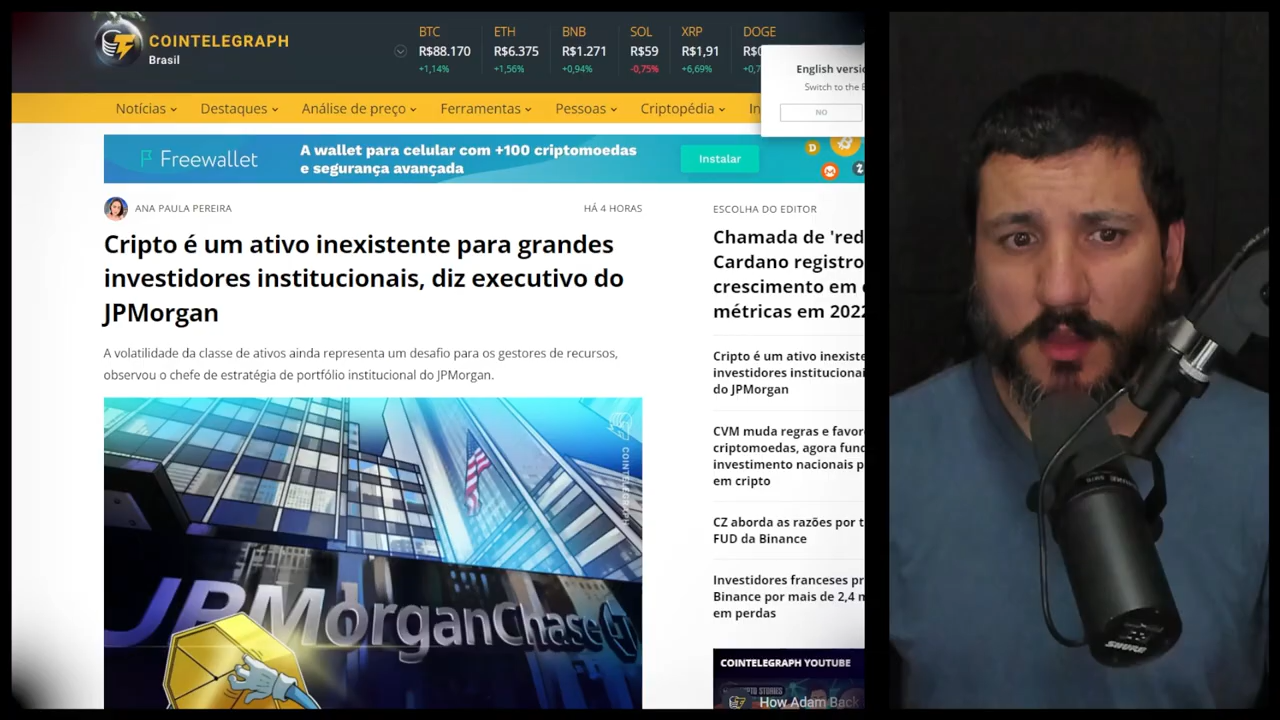 COINTELEGRAPH
Brasil
BTC ETH BNB SOL XRP DOGE
R$88.170 R$6.375 R$1.271 R$59 R$1,91
+1,14% +1,56% +0,94% -0,75% +6,69%
English versio
Switch to the E
NO
Notícias Destaques Análise de preço Ferramentas Pessoas Criptopédia In
Freewallet
A wallet para celular com +100 criptomoedas
e segurança avançada
Instalar
ANA PAULA PEREIRA
HÁ 4 HORAS
Cripto é um ativo inexistente para grandes
investidores institucionais, diz executivo do
JPMorgan
A volatilidade da classe de ativos ainda representa um desafio para os gestores de recursos,
observou o chefe de estratégia de portfólio institucional do JPMorgan.
COINTELEGRAPH
JPMorganChase
ESCOLHA DO EDITOR
Chamada de 'red
Cardano registro
crescimento em
métricas em 2022
Cripto é um ativo inexiste
investidores instituciona
do JPMorgan
CVM muda regras e favor
criptomoedas, agora fund
investimento nacionais p
em cripto
CZ aborda as razões por t
FUD da Binance
Investidores franceses pr
Binance por mais de 2,4 m
em perdas
COINTELEGRAPH YOUTUBE
How Adam Back
SHURE